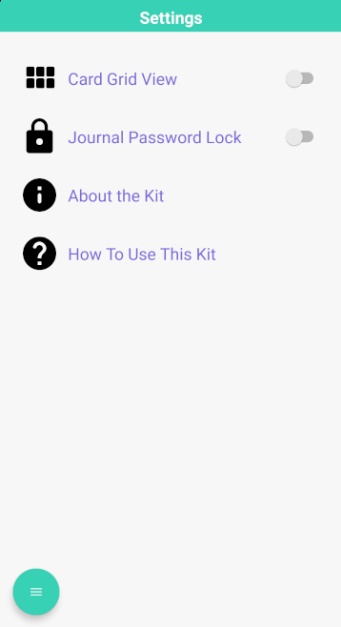 Settings
Card Grid View
Journal Password Lock
About the Kit
How To Use This Kit